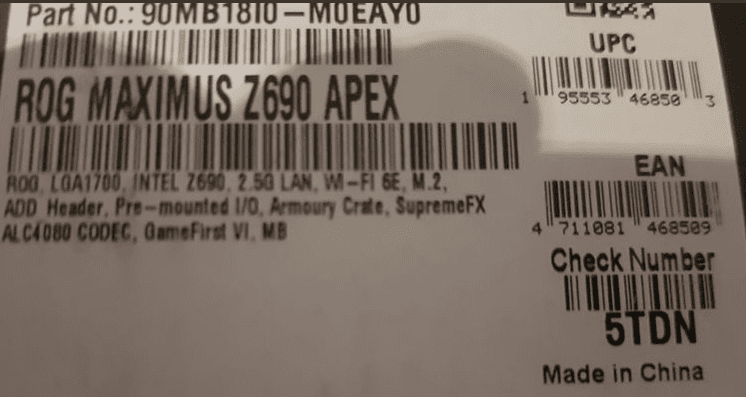 Part No.: 90MB18I0-M0EAY0
ROG MAXIMUS Z690 APEX
ROG, LGA1700, INTEL Z690, 2.5G LAN, WI-FI 6E, M.2,
ADD Header, Pre-mounted I/O, Armoury Crate, SupremeFX
ALC4080 CODEC, GameFirst VI, MB
UPC
1 95553 46850 3
EAN
4 711081 468509
Check Number
5TDN
Made in China